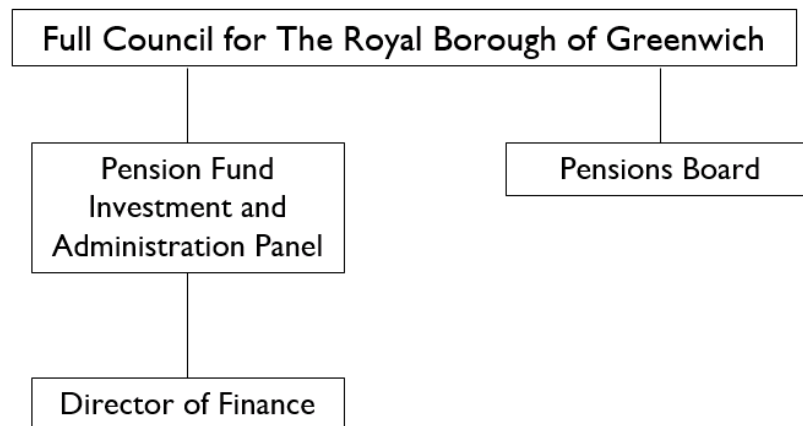 Full Council for The Royal Borough of Greenwich
Pension Fund
Investment and
Administration Panel
Pensions Board
Director of Finance